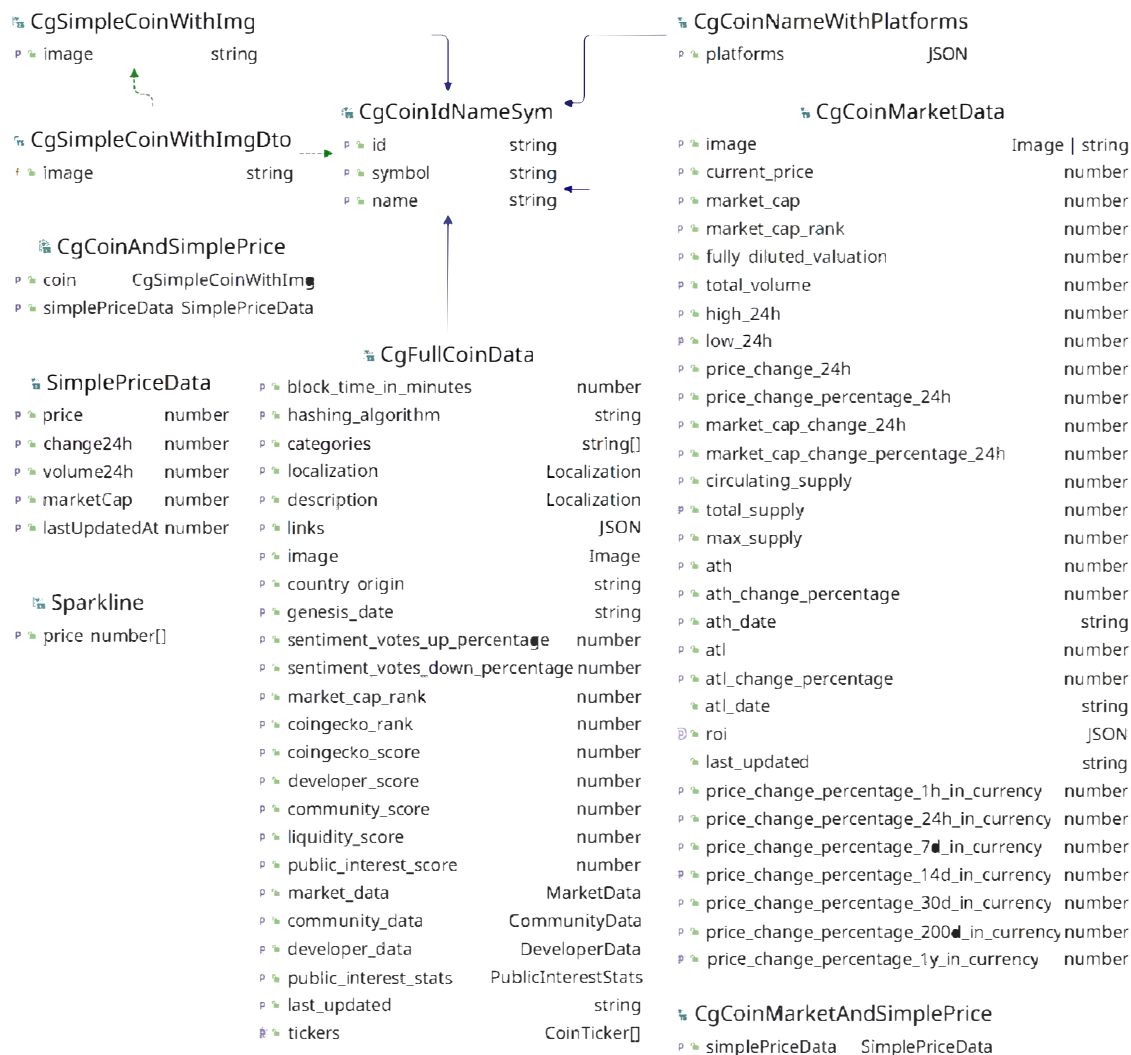 CgSimpleCoinWithImg
image string
CgSimpleCoinWithImgDto
image string
CgCoinAndSimplePrice
coin CgSimpleCoinWithImg
simplePriceData SimplePriceData
SimplePriceData
price number
change24h number
volume24h number
marketCap number
lastUpdatedAt number
Sparkline
price number[]
CgCoinIdNameSym
id string
symbol string
name string
CgFullCoinData
block_time_in_minutes number
hashing_algorithm string
categories string[]
localization Localization
description Localization
links JSON
image Image
country_origin string
genesis_date string
sentiment_votes_up_percentage number
sentiment_votes_down_percentage number
market_cap_rank number
coingecko_rank number
coingecko_score number
developer_score number
community_score number
liquidity_score number
public_interest_score number
market_data MarketData
community_data CommunityData
developer_data DeveloperData
public_interest_stats PublicInterestStats
last_updated string
tickers CoinTicker[]
CgCoinNameWithPlatforms
platforms JSON
CgCoinMarketData
image Image | string
current_price number
market_cap number
market_cap_rank number
fully_diluted_valuation number
total_volume number
high_24h number
low_24h number
price_change_24h number
price_change_percentage_24h number
market_cap_change_24h number
market_cap_change_percentage_24h number
circulating_supply number
total_supply number
max_supply number
ath number
ath_change_percentage number
ath_date string
atl number
atl_change_percentage number
atl_date string
roi JSON
last_updated string
price_change_percentage_1h_in_currency number
price_change_percentage_24h_in_currency number
price_change_percentage_7d_in_currency number
price_change_percentage_14d_in_currency number
price_change_percentage_30d_in_currency number
price_change_percentage_200d_in_currency number
price_change_percentage_1y_in_currency number
CgCoinMarketAndSimplePrice
simplePriceData SimplePriceData